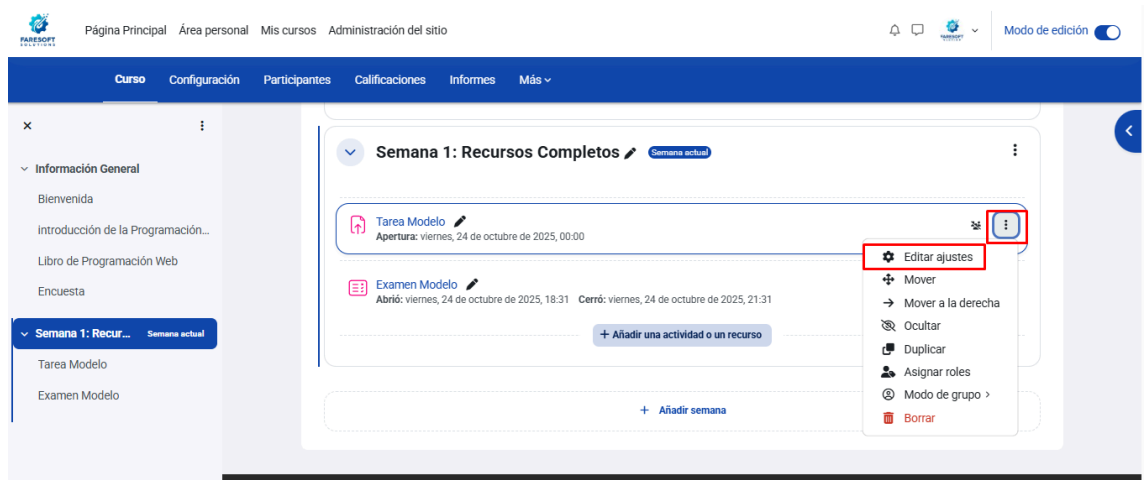 FARESOFT
SOLUTIONS
Página Principal Área personal Mis cursos Administración del sitio
Modo de edición
Curso Configuración Participantes Calificaciones Informes Más
Información General
Bienvenida
introducción de la Programación...
Libro de Programación Web
Encuesta
Semana 1: Recur... Semana actual
Tarea Modelo
Examen Modelo
Semana 1: Recursos Completos Semana actual
Tarea Modelo
Apertura: viernes, 24 de octubre de 2025, 00:00
Examen Modelo
Abrió: viernes, 24 de octubre de 2025, 18:31 Cerró: viernes, 24 de octubre de 2025, 21:31
+ Añadir una actividad o un recurso
+ Añadir semana
Editar ajustes
Mover
Mover a la derecha
Ocultar
Duplicar
Asignar roles
Modo de grupo >
Borrar